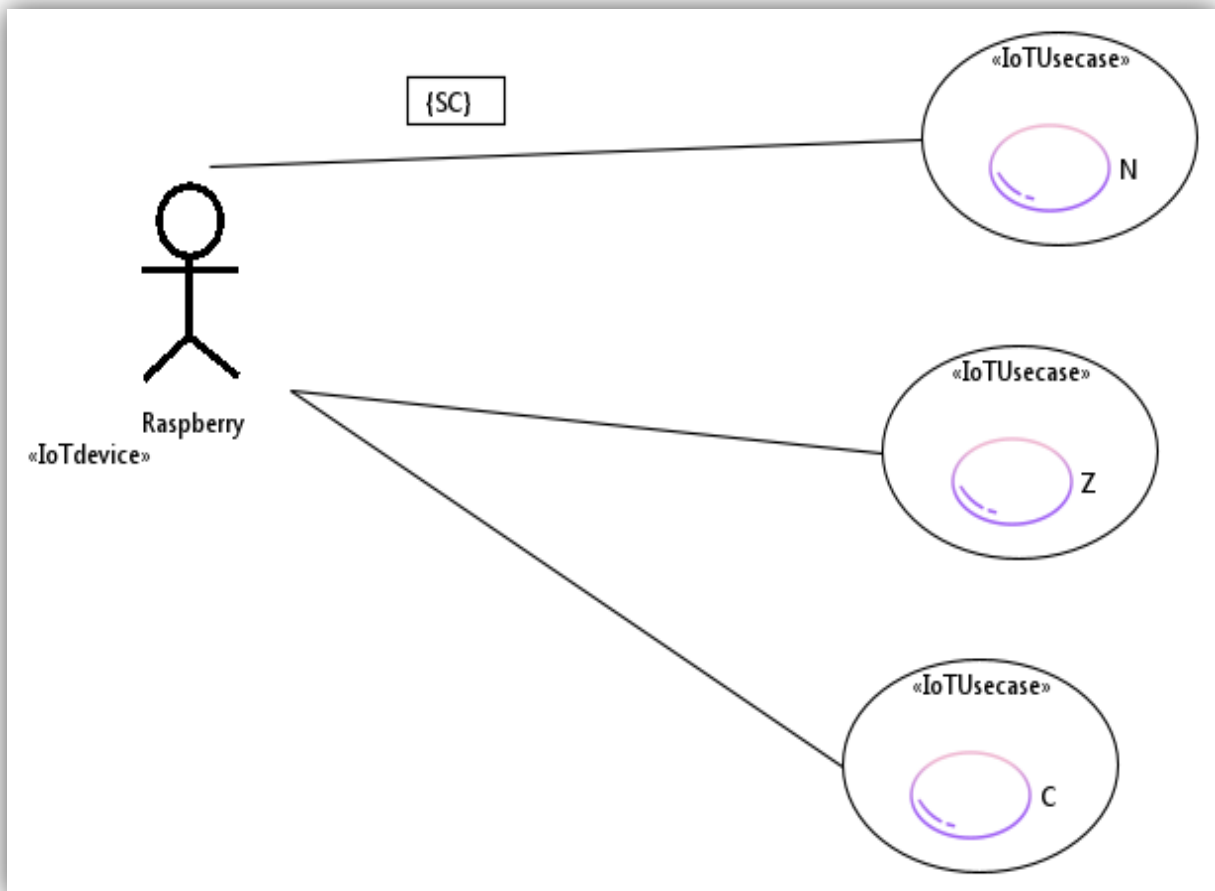 «IoTUsecase»
{SC}
N
«IoTUsecase»
Raspberry
«IoTdevice»
Z
«IoTUsecase»
C